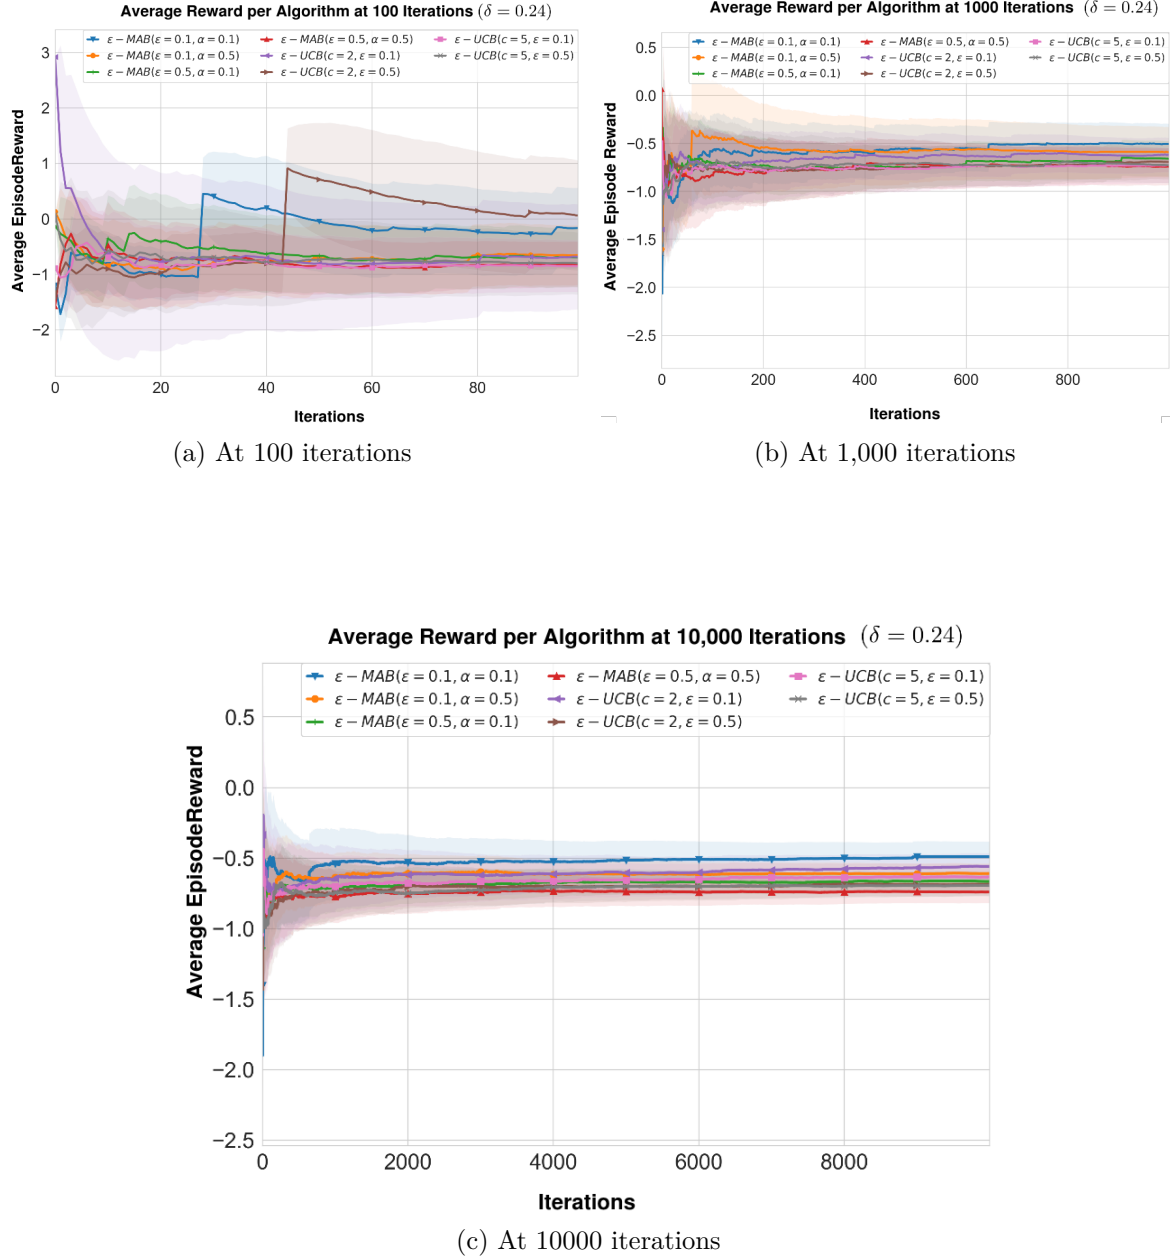 Average Reward per Algorithm at 100 Iterations (δ = 0.24)
ε − MAB(ε = 0.1, α = 0.1) ε − MAB(ε = 0.5, α = 0.5) ε − UCB(c = 5, ε = 0.1)
ε − MAB(ε = 0.1, α = 0.5) ε − UCB(c = 2, ε = 0.1) ε − UCB(c = 5, ε = 0.5)
ε − MAB(ε = 0.5, α = 0.1) ε − UCB(c = 2, ε = 0.5)
Average EpisodeReward
3
2
1
0
−1
−2
0 20 40 60 80
Iterations
(a) At 100 iterations
Average Reward per Algorithm at 1000 Iterations (δ = 0.24)
ε − MAB(ε = 0.1, α = 0.1) ε − MAB(ε = 0.5, α = 0.5) ε − UCB(c = 5, ε = 0.1)
ε − MAB(ε = 0.1, α = 0.5) ε − UCB(c = 2, ε = 0.1) ε − UCB(c = 5, ε = 0.5)
ε − MAB(ε = 0.5, α = 0.1) ε − UCB(c = 2, ε = 0.5)
Average Episode Reward
0.5
0.0
−0.5
−1.0
−1.5
−2.0
−2.5
0 200 400 600 800
Iterations
(b) At 1,000 iterations
Average Reward per Algorithm at 10,000 Iterations (δ = 0.24)
ε − MAB(ε = 0.1, α = 0.1) ε − MAB(ε = 0.5, α = 0.5) ε − UCB(c = 5, ε = 0.1)
ε − MAB(ε = 0.1, α = 0.5) ε − UCB(c = 2, ε = 0.1) ε − UCB(c = 5, ε = 0.5)
ε − MAB(ε = 0.5, α = 0.1) ε − UCB(c = 2, ε = 0.5)
Average EpisodeReward
0.5
0.0
−0.5
−1.0
−1.5
−2.0
−2.5
0 2000 4000 6000 8000
Iterations
(c) At 10000 iterations